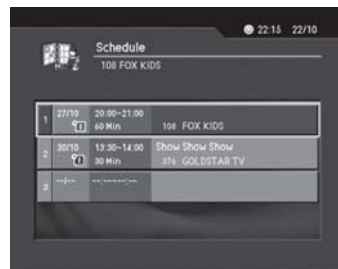 22:15 22/10
Schedule
108 FOX KIDS
1 27/10 20:00~21:00
60 Min 108 FOX KIDS
2 30/10 13:30~14:00 Show Show Show
30 Min 376 GOLDSTAR TV
3 --/-- --:--~--:--